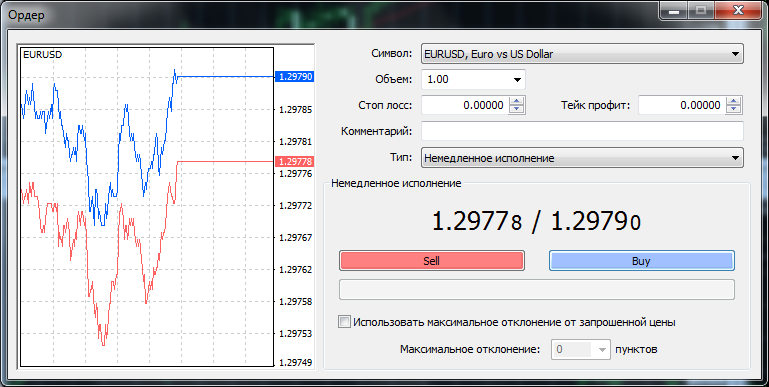 Ордер
EURUSD
1.29790
1.29785
1.29781
1.29778
1.29776
1.29772
1.29767
1.29762
1.29758
1.29753
1.29749
Символ: EURUSD, Euro vs US Dollar
Объем: 1.00
Стоп лосс: 0.00000 Тейк профит: 0.00000
Комментарий:
Тип: Немедленное исполнение
Немедленное исполнение
1.29778 / 1.29790
Sell Buy
Использовать максимальное отклонение от запрошенной цены
Максимальное отклонение: 0 пунктов